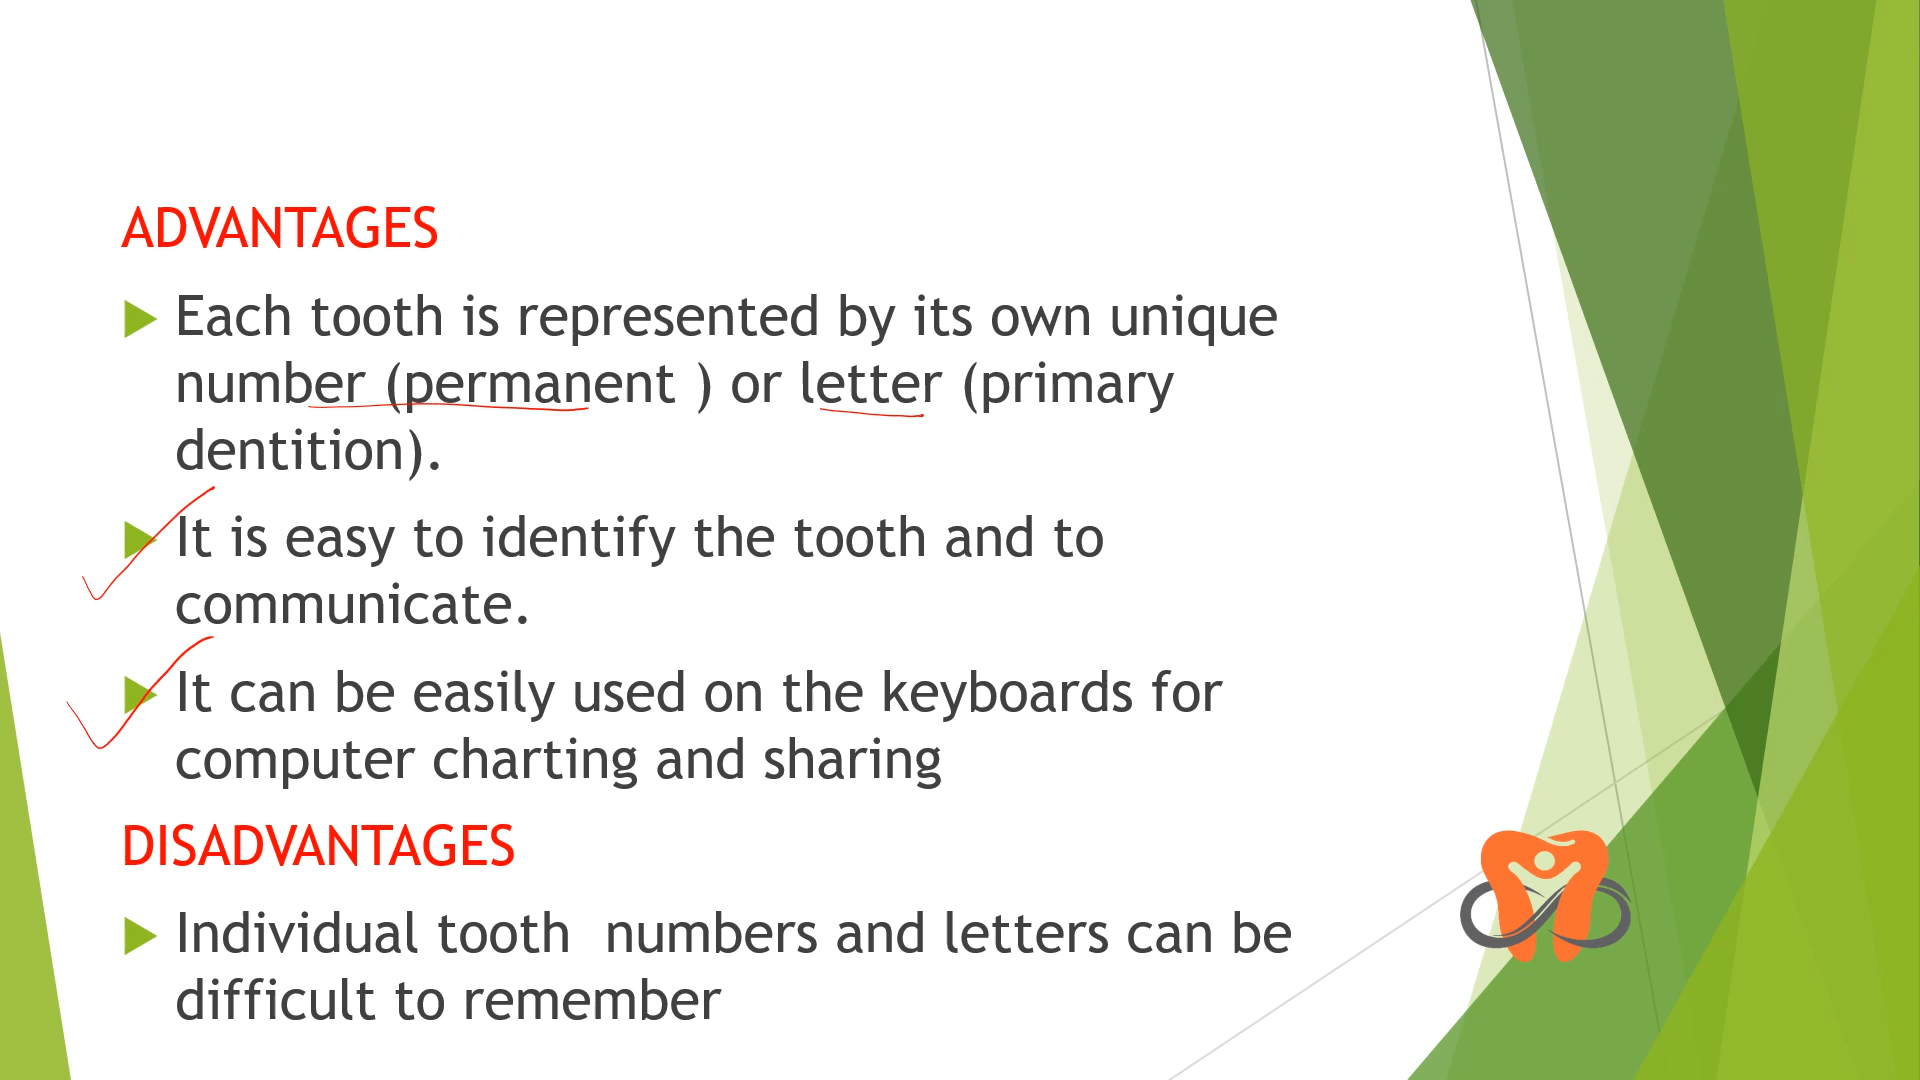 ADVANTAGES
Each tooth is represented by its own unique
number (permanent ) or letter (primary
dentition).
It is easy to identify the tooth and to
communicate.
It can be easily used on the keyboards for
computer charting and sharing
DISADVANTAGES
Individual tooth  numbers and letters can be
difficult to remember